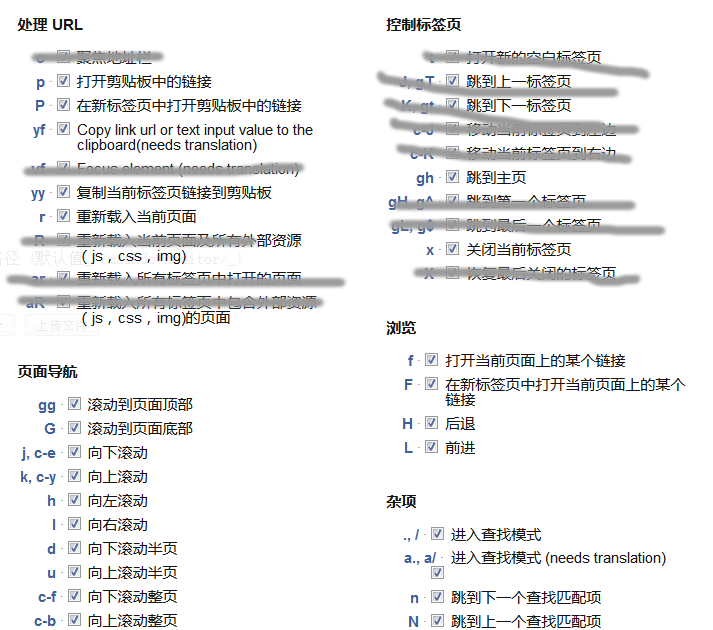 处理 URL
聚焦地址栏
p 打开剪贴板中的链接
P 在新标签页中打开剪贴板中的链接
yf Copy link url or text input value to the
clipboard(needs translation)
vf Focus element (needs translation)
yy 复制当前标签页链接到剪贴板
r 重新载入当前页面
R 重新载入当前页面及所有外部资源
( js , css , img)
ar 重新载入所有标签页中打开的页面
aR 重新载入所有标签页中包含外部资源
( js , css , img)的页面
页面导航
gg 滚动到页面顶部
G 滚动到页面底部
j, c-e 向下滚动
k, c-y 向上滚动
h 向左滚动
l 向右滚动
d 向下滚动半页
u 向上滚动半页
c-f 向下滚动整页
c-b 向上滚动整页
控制标签页
t 打开新的空白标签页
J, gT 跳到上一标签页
K, gt 跳到下一标签页
c-J 移动当前标签页到左边
c-K 移动当前标签页到右边
gh 跳到主页
gH, g^ 跳到第一个标签页
gL, g$ 跳到最后一个标签页
x 关闭当前标签页
X 恢复最后关闭的标签页
浏览
f 打开当前页面上的某个链接
F 在新标签页中打开当前页面上的某个
链接
H 后退
L 前进
杂项
., / 进入查找模式
a., a/ 进入查找模式 (needs translation)
n 跳到下一个查找匹配项
N 跳到上一个查找匹配项
上传文件